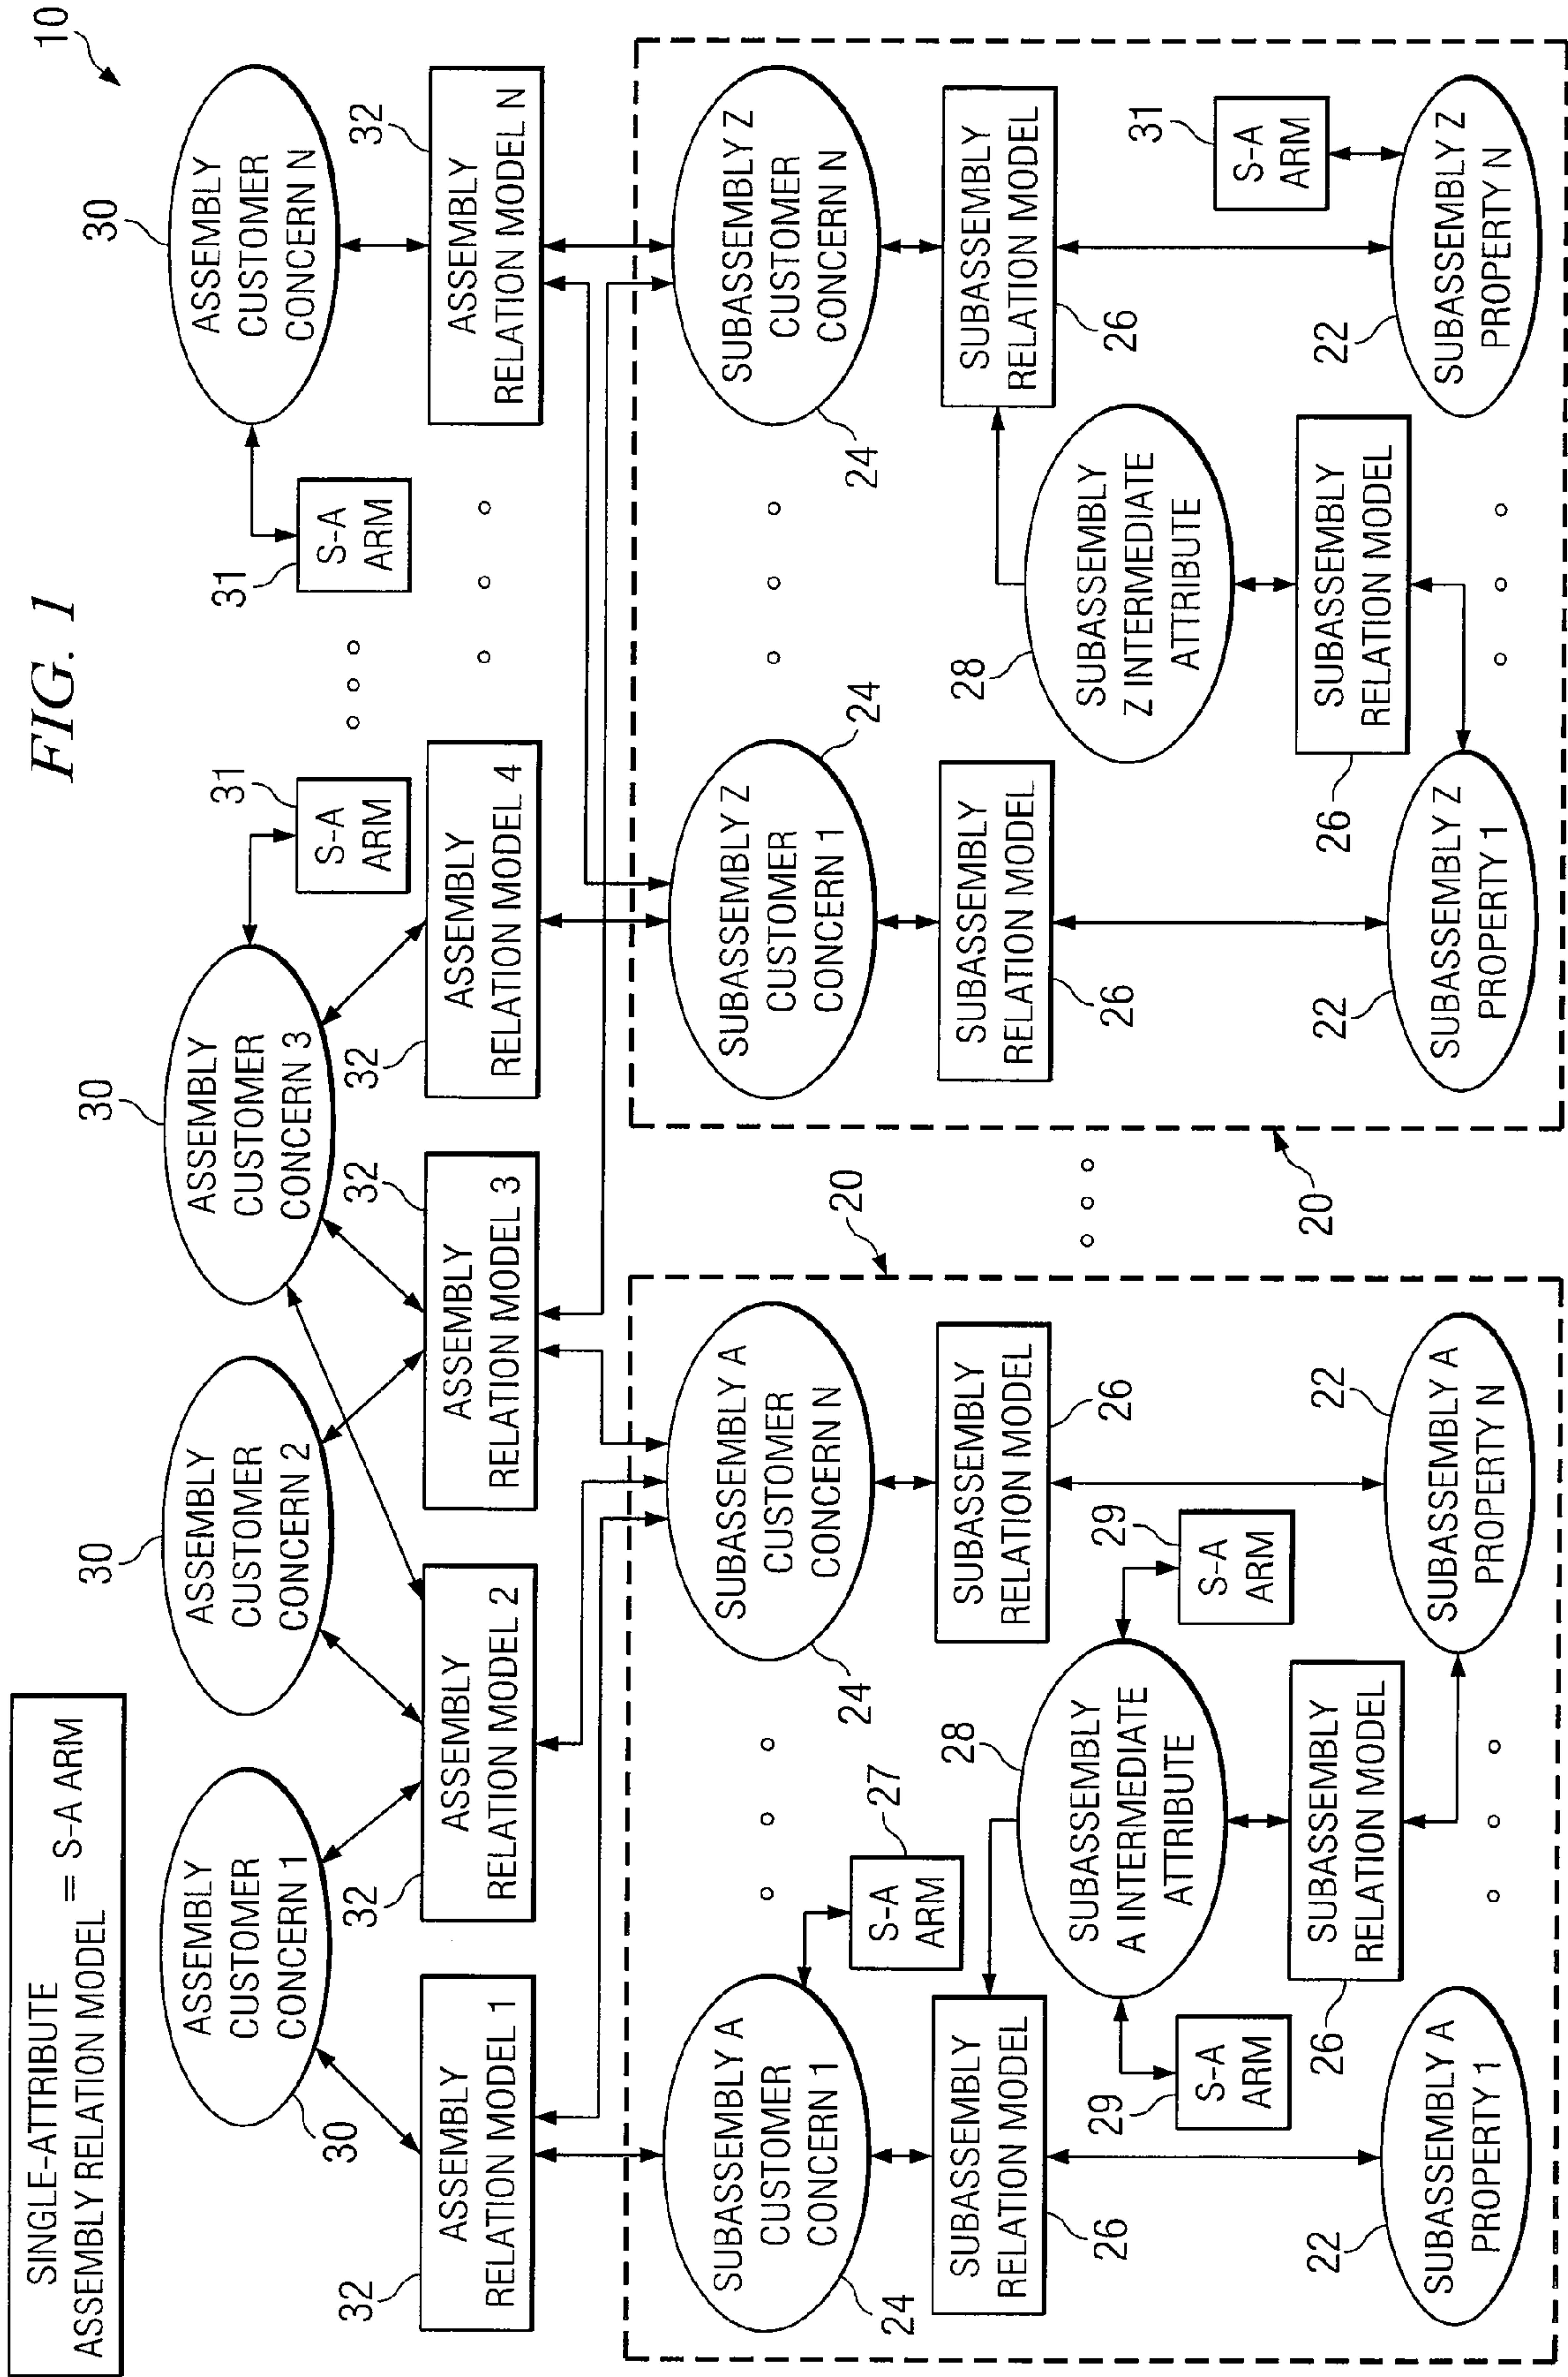 FIG. 1
10
SINGLE-ATTRIBUTE
ASSEMBLY RELATION MODEL = S-A ARM
ASSEMBLY
CUSTOMER
CONCERN 1
30
ASSEMBLY
CUSTOMER
CONCERN 2
30
ASSEMBLY
CUSTOMER
CONCERN 3
30
ASSEMBLY
CUSTOMER
CONCERN N
30
S-A
ARM
31
S-A
ARM
31
ASSEMBLY
RELATION MODEL 1
32
ASSEMBLY
RELATION MODEL 2
32
ASSEMBLY
RELATION MODEL 3
32
ASSEMBLY
RELATION MODEL 4
32
ASSEMBLY
RELATION MODEL N
32
20
SUBASSEMBLY A
CUSTOMER
CONCERN 1
24
S-A
ARM
27
SUBASSEMBLY A
CUSTOMER
CONCERN N
24
SUBASSEMBLY
RELATION MODEL
26
SUBASSEMBLY
RELATION MODEL
26
SUBASSEMBLY
A INTERMEDIATE
ATTRIBUTE
28
S-A
ARM
29
S-A
ARM
29
SUBASSEMBLY
RELATION MODEL
26
SUBASSEMBLY A
PROPERTY 1
22
SUBASSEMBLY A
PROPERTY N
22
20
SUBASSEMBLY Z
CUSTOMER
CONCERN 1
24
SUBASSEMBLY Z
CUSTOMER
CONCERN N
24
SUBASSEMBLY
RELATION MODEL
26
SUBASSEMBLY
RELATION MODEL
26
SUBASSEMBLY
Z INTERMEDIATE
ATTRIBUTE
28
SUBASSEMBLY
RELATION MODEL
26
S-A
ARM
31
SUBASSEMBLY Z
PROPERTY 1
22
SUBASSEMBLY Z
PROPERTY N
22